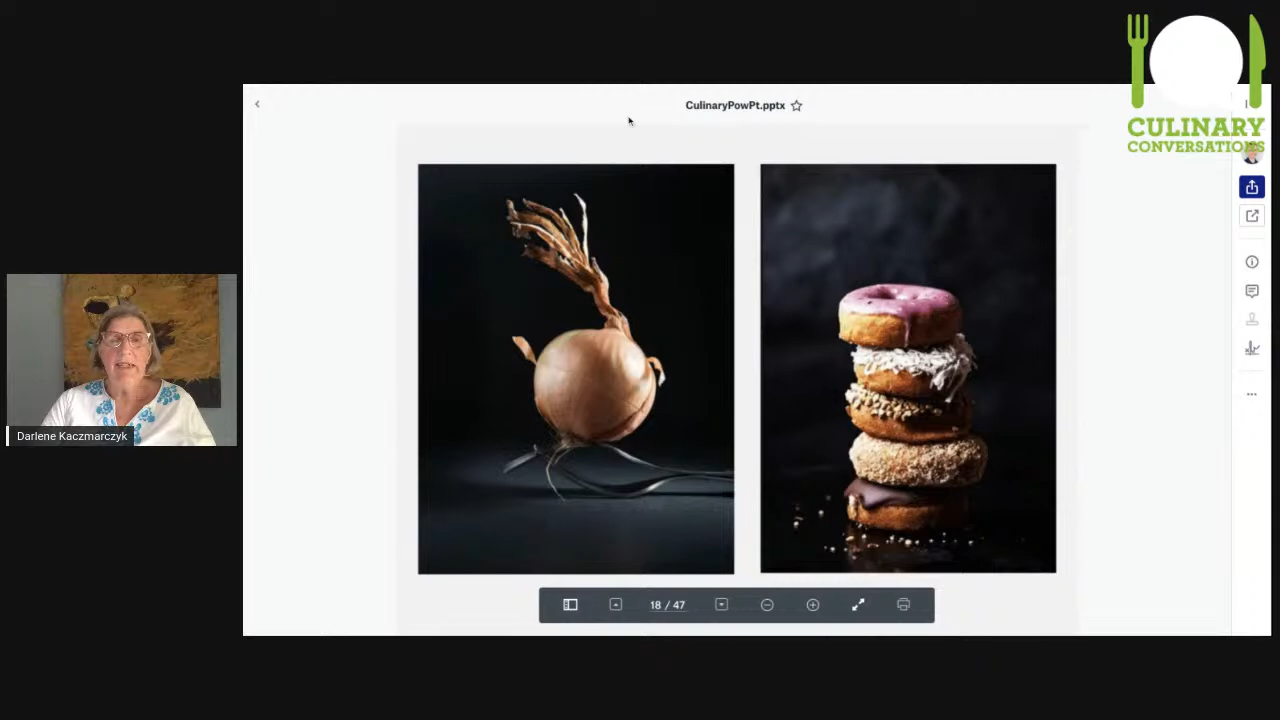 CULINARY
CONVERSATIONS
CulinaryPowPt.pptx
Darlene Kaczmarczyk
18 / 47